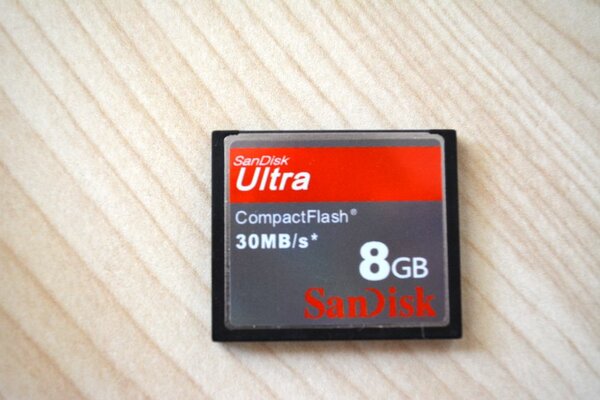 SanDisk
Ultra
CompactFlash®
30MB/s*
8GB
SanDisk